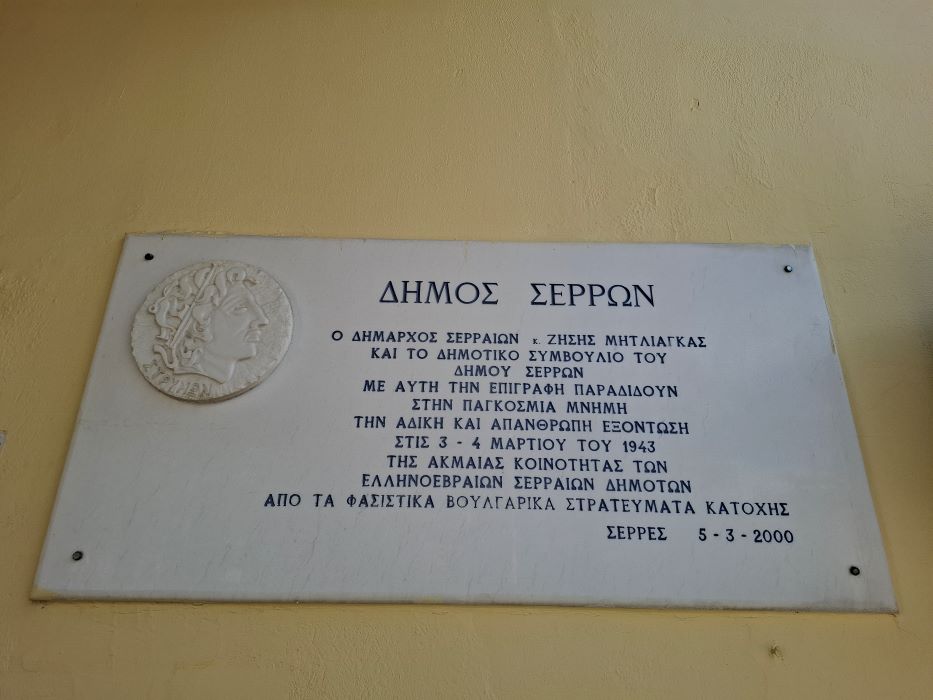 ΔΗΜΟΣ ΣΕΡΡΩΝ
Ο ΔΗΜΑΡΧΟΣ ΣΕΡΡΑΙΩΝ κ. ΖΗΣΗΣ ΜΗΤΛΙΑΓΚΑΣ
ΚΑΙ ΤΟ ΔΗΜΟΤΙΚΟ ΣΥΜΒΟΥΛΙΟ ΤΟΥ
ΔΗΜΟΥ ΣΕΡΡΩΝ
ΜΕ ΑΥΤΗ ΤΗΝ ΕΠΙΓΡΑΦΗ ΠΑΡΑΔΙΔΟΥΝ
ΣΤΗΝ ΠΑΓΚΟΣΜΙΑ ΜΝΗΜΗ
ΤΗΝ ΑΔΙΚΗ ΚΑΙ ΑΠΑΝΘΡΩΠΗ ΕΞΟΝΤΩΣΗ
ΣΤΙΣ 3 - 4 ΜΑΡΤΙΟΥ ΤΟΥ 1943
ΤΗΣ ΑΚΜΑΙΑΣ ΚΟΙΝΟΤΗΤΑΣ ΤΩΝ
ΕΛΛΗΝΟΕΒΡΑΙΩΝ ΣΕΡΡΑΙΩΝ ΔΗΜΟΤΩΝ
ΑΠΟ ΤΑ ΦΑΣΙΣΤΙΚΑ ΒΟΥΛΓΑΡΙΚΑ ΣΤΡΑΤΕΥΜΑΤΑ ΚΑΤΟΧΗΣ
ΣΕΡΡΕΣ 5 - 3 - 2000